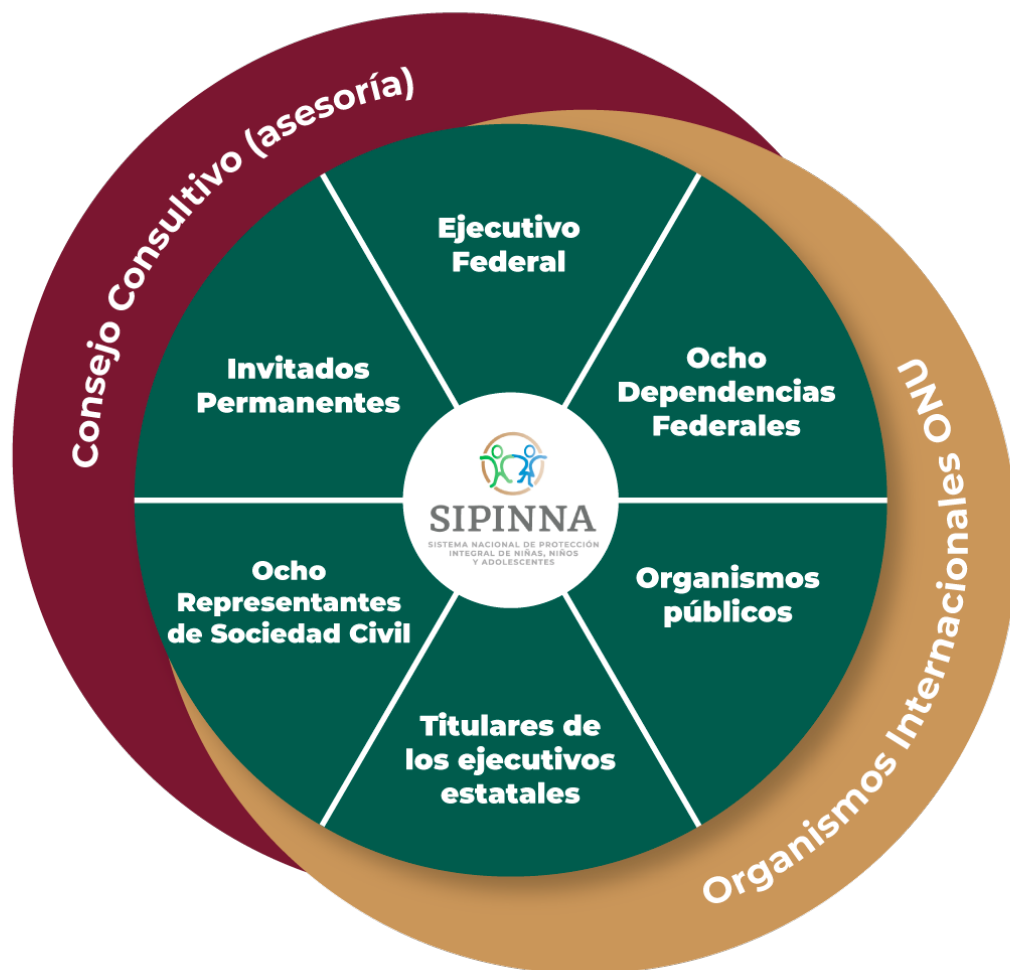 Consejo Consultivo (asesoría)
Ejecutivo
Federal
Ocho
Dependencias
Federales
Organismos
públicos
Titulares de
los ejecutivos
estatales
Ocho
Representantes
de Sociedad Civil
Invitados
Permanentes
SIPINNA
SISTEMA NACIONAL DE PROTECCIÓN
INTEGRAL DE NIÑAS, NIÑOS
Y ADOLESCENTES
Organismos Internacionales ONU